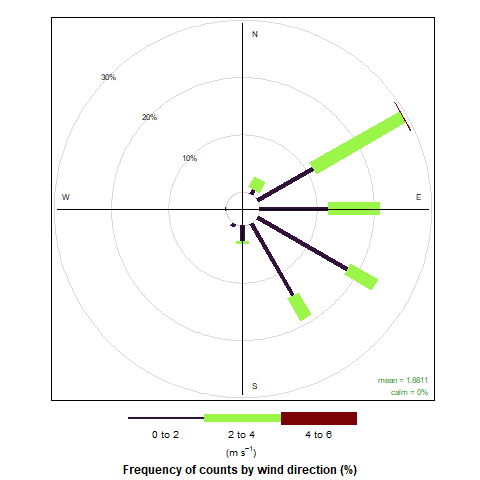 N
30%
20%
10%
W
E
S
mean = 1.8811
calm = 0%
0 to 2
2 to 4
4 to 6
(m s⁻¹)
Frequency of counts by wind direction (%)